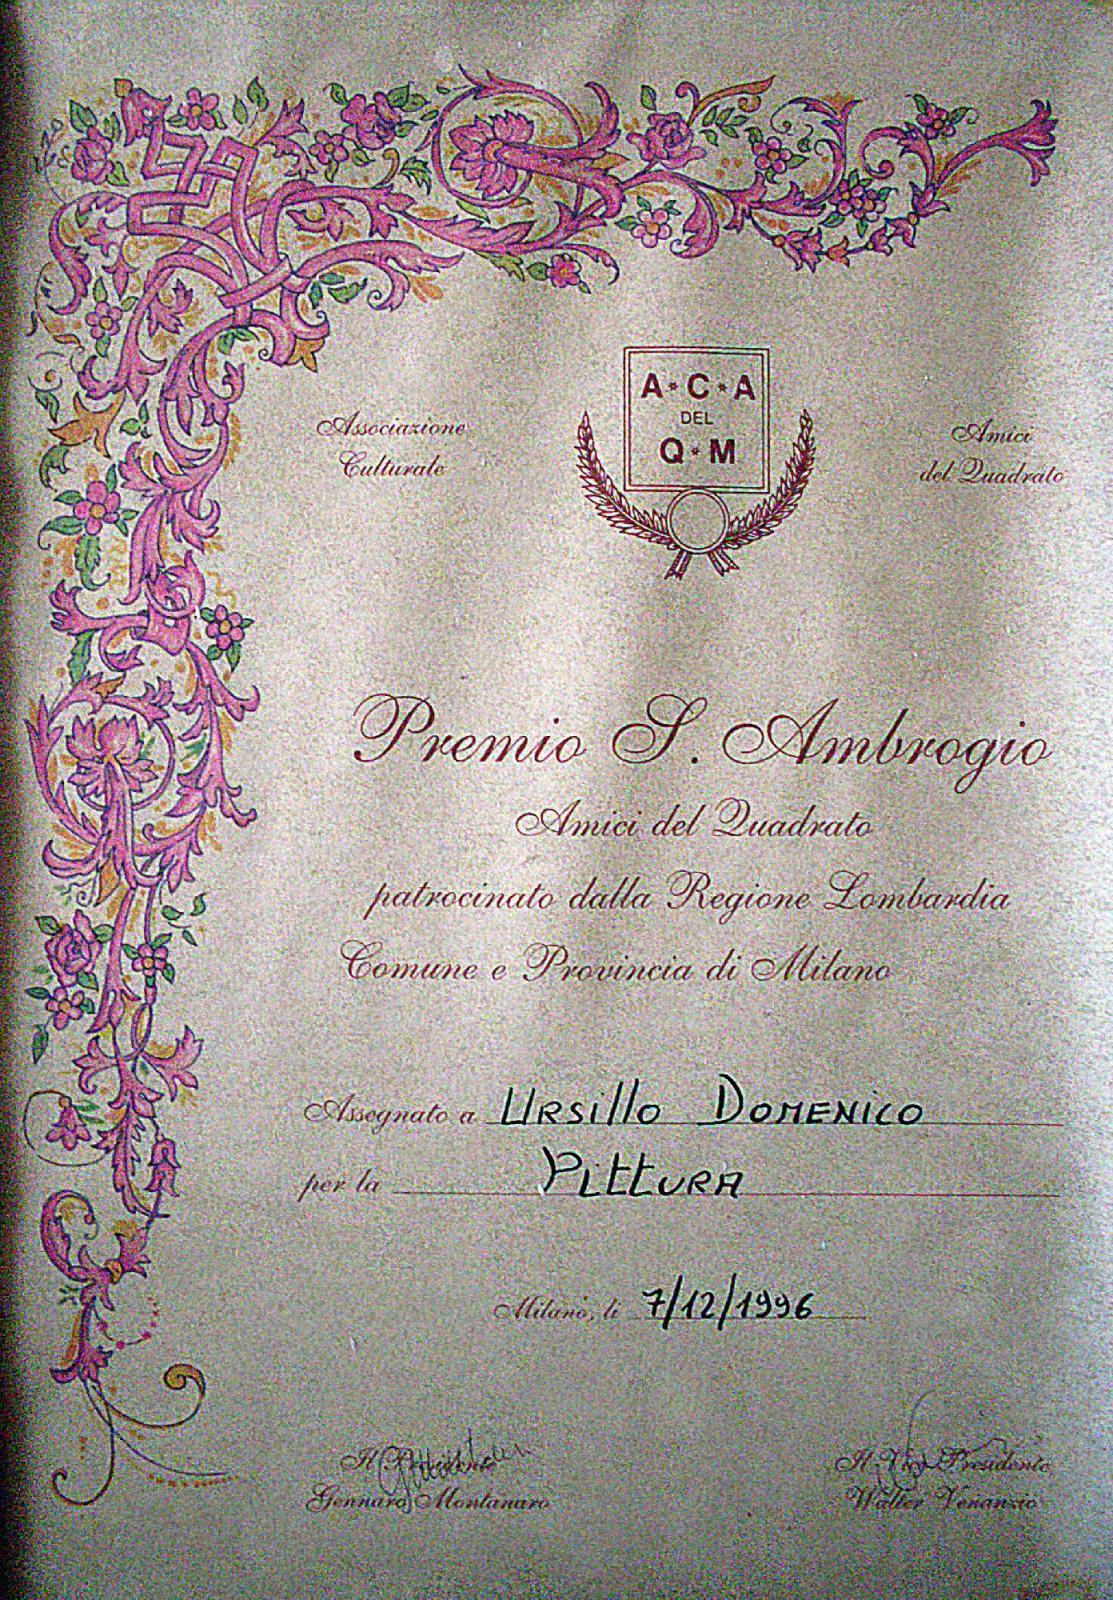 A*C*A
DEL
Q*M
Associazione
Culturale
Amici
del Quadrato
Premio S. Ambrogio
Amici del Quadrato
patrocinato dalla Regione Lombardia
Comune e Provincia di Milano
Assegnato a Ursillo Domenico
per la Pittura
Milano, li 7/12/1996
Il Presidente
Gennaro Montanaro
Il Vice Presidente
Walter Venanzio